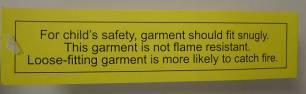 For child's safety, garment should fit snugly.
This garment is not flame resistant.
Loose-fitting garment is more likely to catch fire.